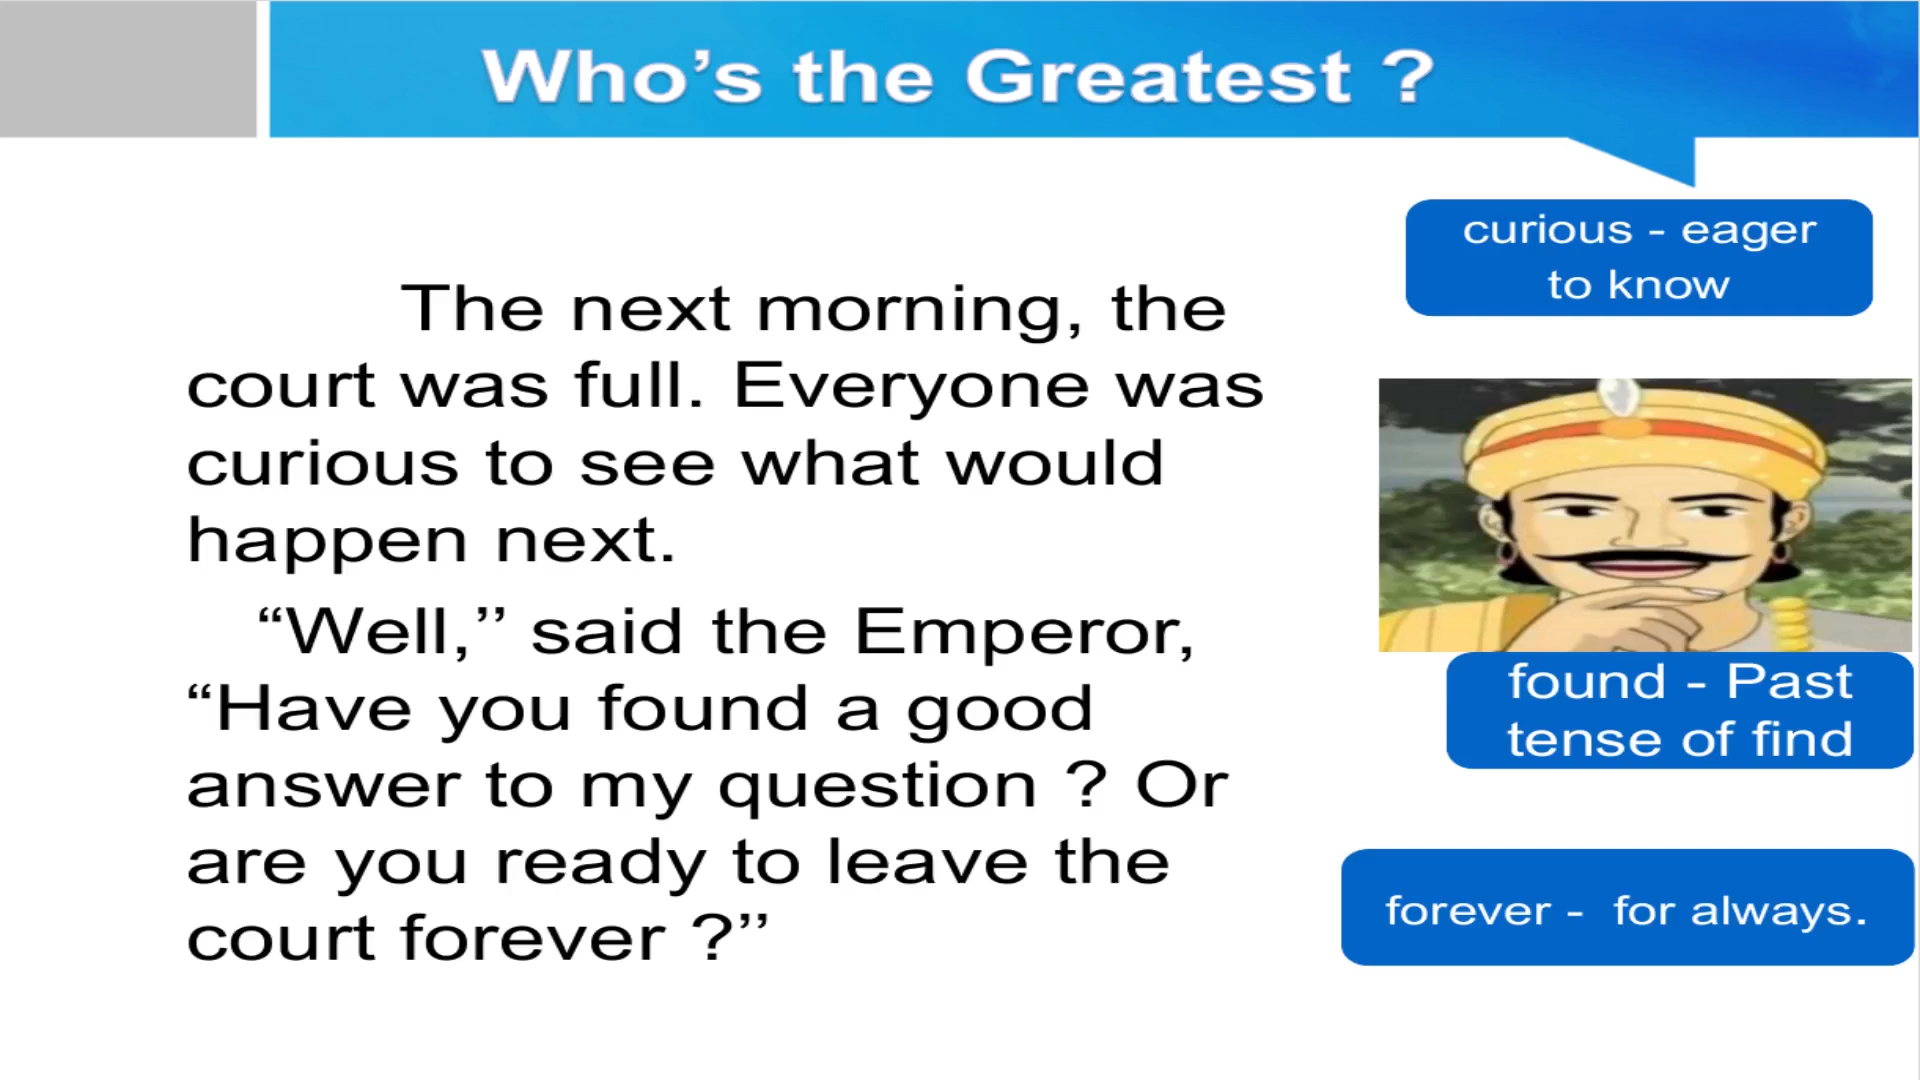 Who’s the Greatest ?
curious - eager
to know
The next morning, the
court was full. Everyone was
curious to see what would
happen next.
“Well,’’ said the Emperor,
“Have you found a good
answer to my question ? Or
are you ready to leave the
court forever ?’’
found - Past
tense of find
forever -  for always.